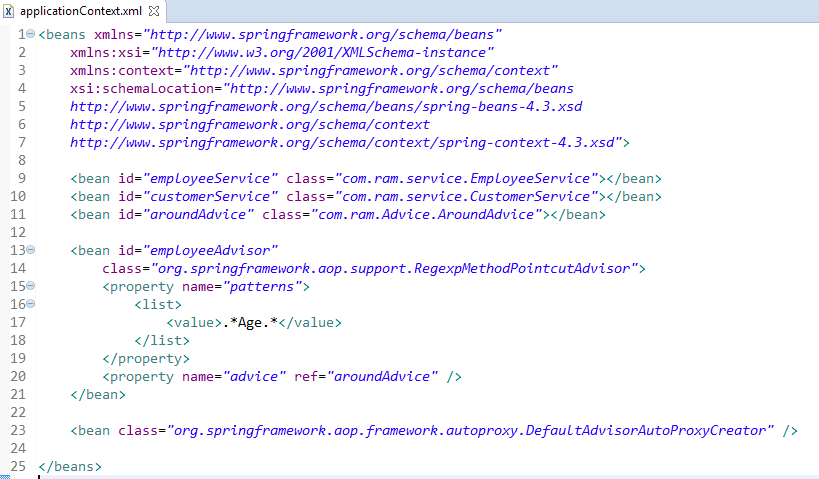 applicationContext.xml
1 <beans xmlns="http://www.springframework.org/schema/beans"
2 xmlns:xsi="http://www.w3.org/2001/XMLSchema-instance"
3 xmlns:context="http://www.springframework.org/schema/context"
4 xsi:schemaLocation="http://www.springframework.org/schema/beans
5 http://www.springframework.org/schema/beans/spring-beans-4.3.xsd
6 http://www.springframework.org/schema/context
7 http://www.springframework.org/schema/context/spring-context-4.3.xsd">
8
9 <bean id="employeeService" class="com.ram.service.EmployeeService"></bean>
10 <bean id="customerService" class="com.ram.service.CustomerService"></bean>
11 <bean id="aroundAdvice" class="com.ram.Advice.AroundAdvice"></bean>
12
13 <bean id="employeeAdvisor"
14 class="org.springframework.aop.support.RegexpMethodPointcutAdvisor">
15 <property name="patterns">
16 <list>
17 <value>.*Age.*</value>
18 </list>
19 </property>
20 <property name="advice" ref="aroundAdvice" />
21 </bean>
22
23 <bean class="org.springframework.aop.framework.autoproxy.DefaultAdvisorAutoProxyCreator" />
24
25 </beans>